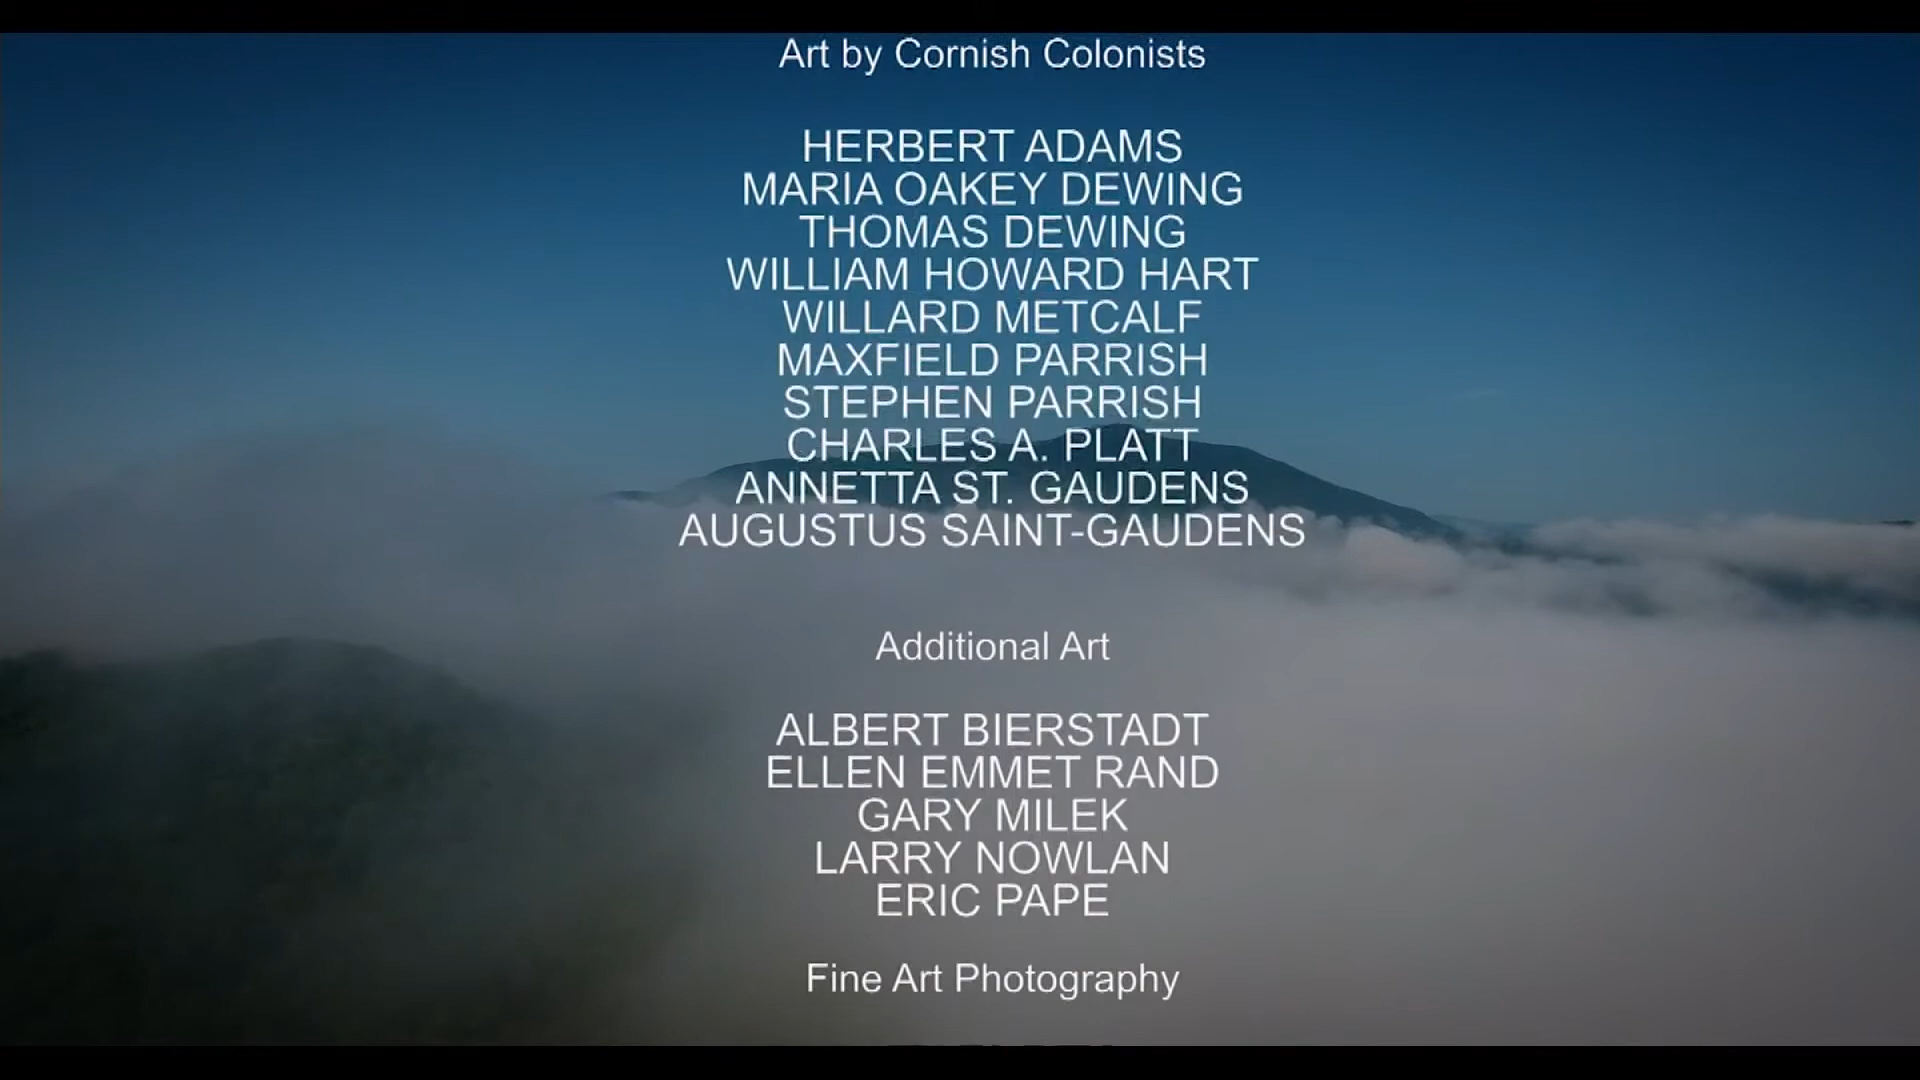 Art by Cornish Colonists
HERBERT ADAMS
MARIA OAKEY DEWING
THOMAS DEWING
WILLIAM HOWARD HART
WILLARD METCALF
MAXFIELD PARRISH
STEPHEN PARRISH
CHARLES A. PLATT
ANNETTA ST. GAUDENS
AUGUSTUS SAINT-GAUDENS
Additional Art
ALBERT BIERSTADT
ELLEN EMMET RAND
GARY MILEK
LARRY NOWLAN
ERIC PAPE
Fine Art Photography